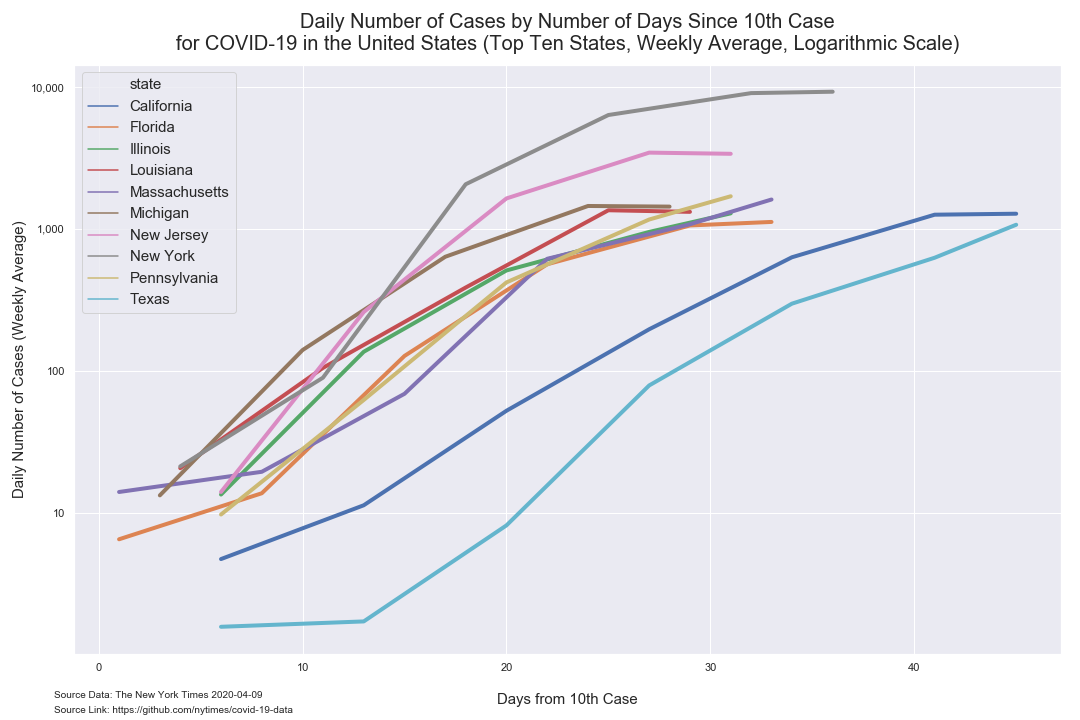 Daily Number of Cases by Number of Days Since 10th Case
for COVID-19 in the United States (Top Ten States, Weekly Average, Logarithmic Scale)
state
California
Florida
Illinois
Louisiana
Massachusetts
Michigan
New Jersey
New York
Pennsylvania
Texas
Daily Number of Cases (Weekly Average)
10,000
1,000
100
10
0
10
20
30
40
Days from 10th Case
Source Data: The New York Times 2020-04-09
Source Link: https://github.com/nytimes/covid-19-data